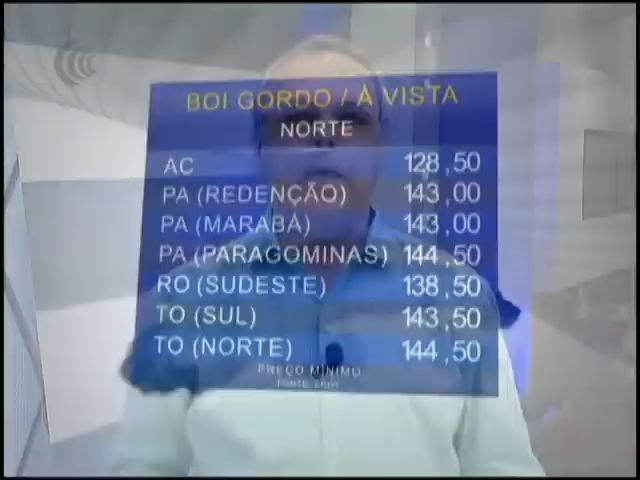 BOI GORDO / À VISTA
NORTE
AC 128,50
PA (REDENÇÃO) 143,00
PA (MARABÁ) 143,00
PA (PARAGOMINAS) 144,50
RO (SUDESTE) 138,50
TO (SUL) 143,50
TO (NORTE) 144,50
PREÇO MÍNIMO
FONTE: